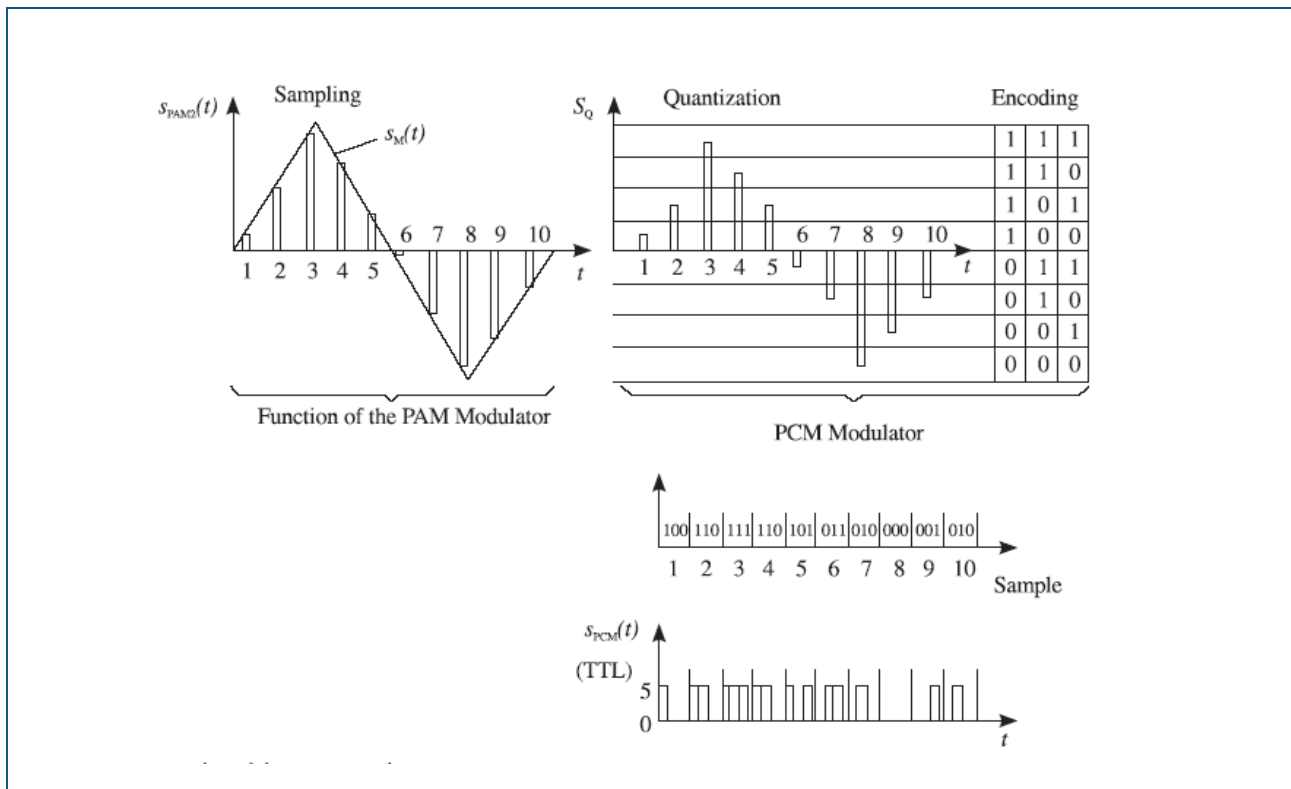 Sampling
s_PAM2(t)
s_M(t)
6 7 8 9 10
1 2 3 4 5
t
Function of the PAM Modulator
Quantization
Encoding
S_Q
1 1 1
1 1 0
1 0 1
1 0 0
0 1 1
0 1 0
0 0 1
0 0 0
6 7 8 9 10
1 2 3 4 5
t
PCM Modulator
100 110 111 110 101 011 010 000 001 010
1 2 3 4 5 6 7 8 9 10
Sample
s_PCM(t)
(TTL)
5
0
t